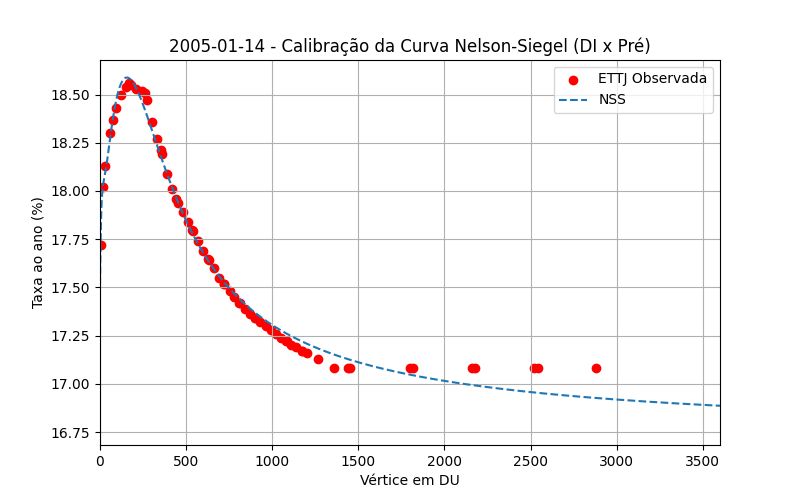 2005-01-14 - Calibração da Curva Nelson-Siegel (DI x Pré)
ETTJ Observada
NSS
Taxa ao ano (%)
18.50
18.25
18.00
17.75
17.50
17.25
17.00
16.75
0 500 1000 1500 2000 2500 3000 3500
Vértice em DU